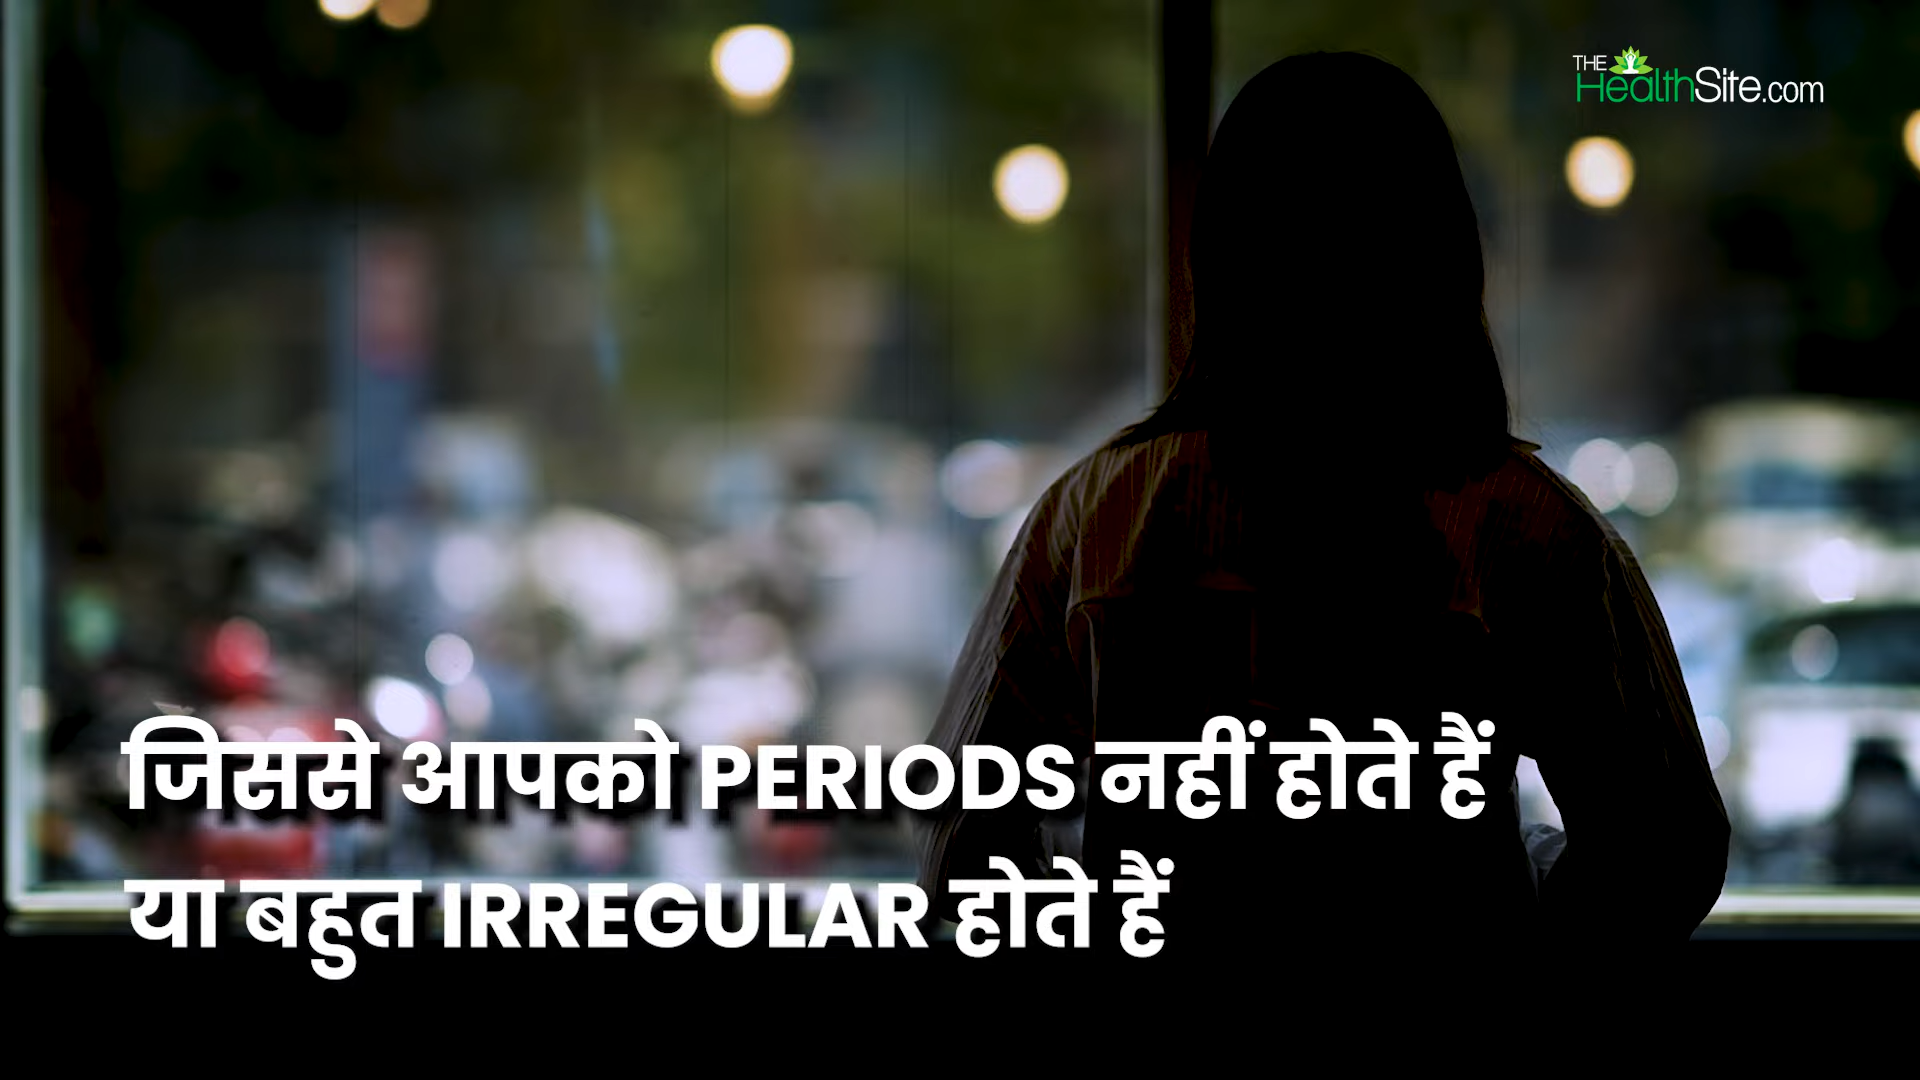 THE
HealthSite.com
जिससे आपको PERIODS नहीं होते हैं
या बहुत IRREGULAR होते हैं